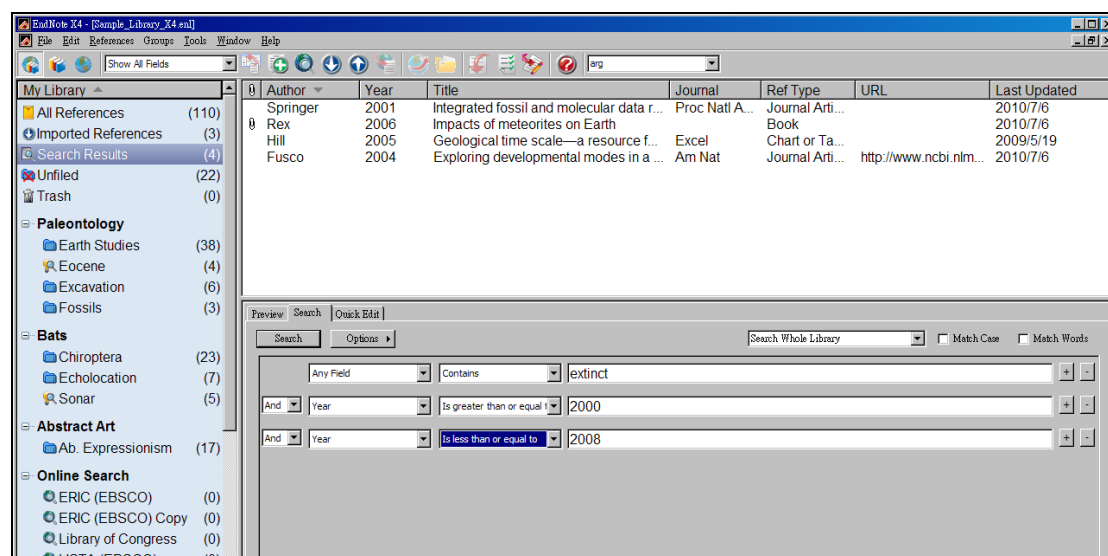 EndNote X4 - [Sample_Library_X4.enl]
File Edit References Groups Tools Window Help
Show All Fields arg
My Library Author Year Title Journal Ref Type URL Last Updated
All References (110)
Imported References (3)
Search Results (4)
Unfiled (22)
Trash (0)
Springer 2001 Integrated fossil and molecular data r... Proc Natl A... Journal Arti... 2010/7/6
Rex 2006 Impacts of meteorites on Earth Book 2010/7/6
Hill 2005 Geological time scale—a resource f... Excel Chart or Ta... 2009/5/19
Fusco 2004 Exploring developmental modes in a ... Am Nat Journal Arti... http://www.ncbi.nlm... 2010/7/6
Paleontology
Earth Studies (38)
Eocene (4)
Excavation (6)
Fossils (3)
Bats
Chiroptera (23)
Echolocation (7)
Sonar (5)
Abstract Art
Ab. Expressionism (17)
Online Search
ERIC (EBSCO) (0)
ERIC (EBSCO) Copy (0)
Library of Congress (0)
Preview Search Quick Edit
Search Options Search Whole Library Match Case Match Words
Any Field Contains extinct + -
And Year Is greater than or equal t 2000 + -
And Year Is less than or equal to 2008 + -